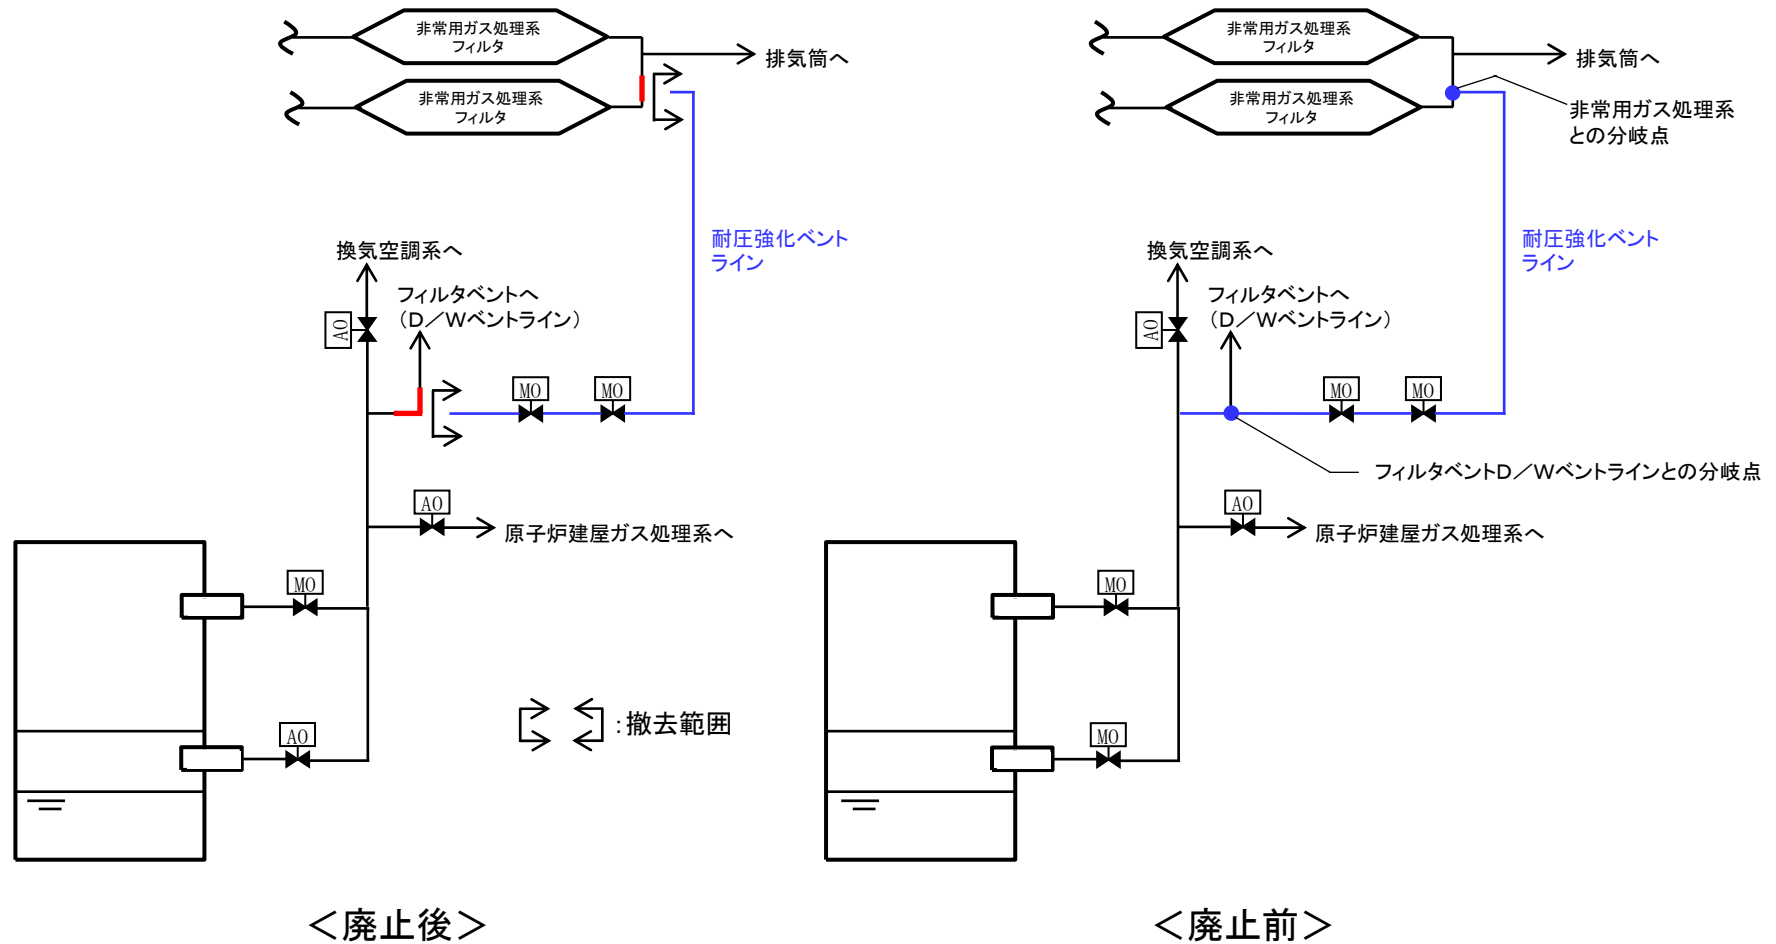 非常用ガス処理系
フィルタ
排気筒へ
非常用ガス処理系
フィルタ
耐圧強化ベント
ライン
換気空調系へ
フィルタベントへ
（D／Wベントライン）
AO
MO
MO
AO
原子炉建屋ガス処理系へ
MO
AO
：撤去範囲
＜廃止後＞
非常用ガス処理系
フィルタ
排気筒へ
非常用ガス処理系
フィルタ
非常用ガス処理系
との分岐点
耐圧強化ベント
ライン
換気空調系へ
フィルタベントへ
（D／Wベントライン）
AO
MO
MO
フィルタベントD／Wベントラインとの分岐点
AO
原子炉建屋ガス処理系へ
MO
MO
＜廃止前＞